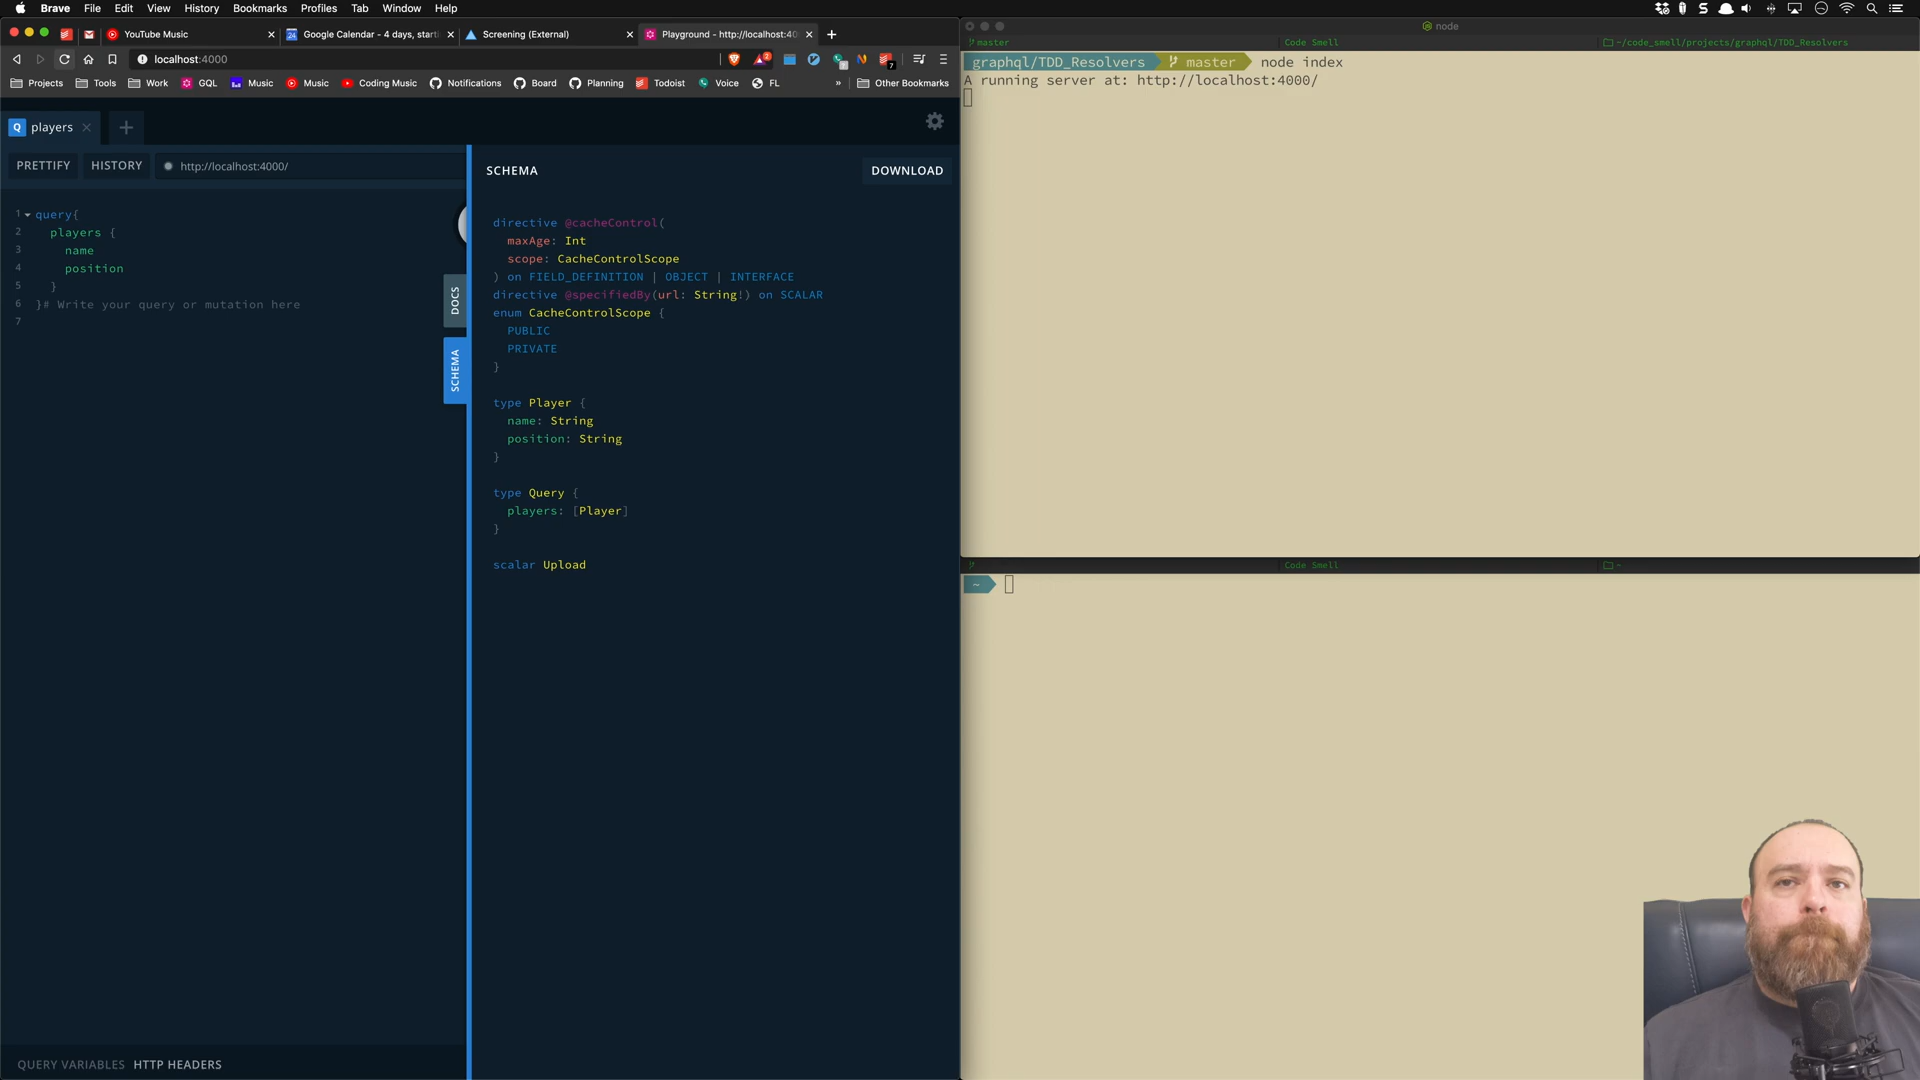 Brave File Edit View History Bookmarks Profiles Tab Window Help
YouTube Music
Google Calendar - 4 days, start
Screening (External)
Playground - http://localhost:40
localhost:4000
Projects Tools Work GQL Music Music Coding Music Notifications Board Planning Todoist Voice FL » Other Bookmarks
Q players
PRETTIFY HISTORY http://localhost:4000/
1 query{
2 players {
3 name
4 position
5 }
6 }# Write your query or mutation here
7
DOCS
SCHEMA
QUERY VARIABLES HTTP HEADERS
SCHEMA
DOWNLOAD
directive @cacheControl(
maxAge: Int
scope: CacheControlScope
) on FIELD_DEFINITION | OBJECT | INTERFACE
directive @specifiedBy(url: String!) on SCALAR
enum CacheControlScope {
PUBLIC
PRIVATE
}
type Player {
name: String
position: String
}
type Query {
players: [Player]
}
scalar Upload
node
master Code Smell ~/code_smell/projects/graphql/TDD_Resolvers
graphql/TDD_Resolvers master node index
A running server at: http://localhost:4000/
Code Smell ~
~